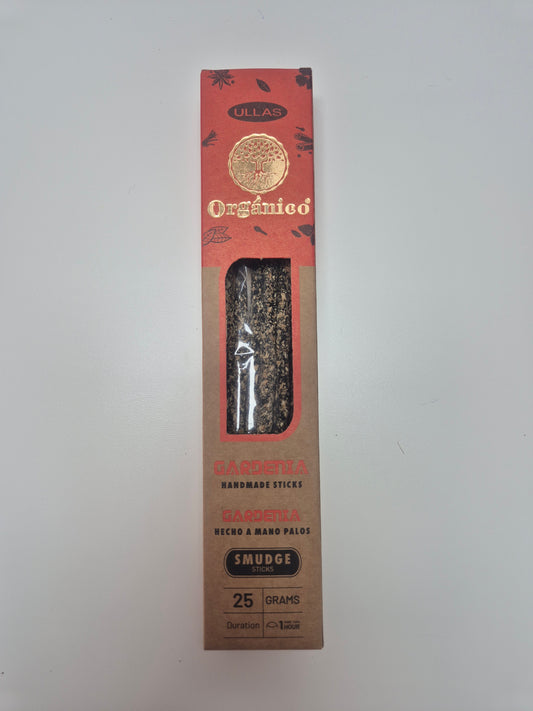 ULLAS
Orgánico
GARDENIA
HANDMADE STICKS
GARDENIA
HECHO A MANO PALOS
SMUDGE
STICKS
25 GRAMS
Duration 1 HOUR